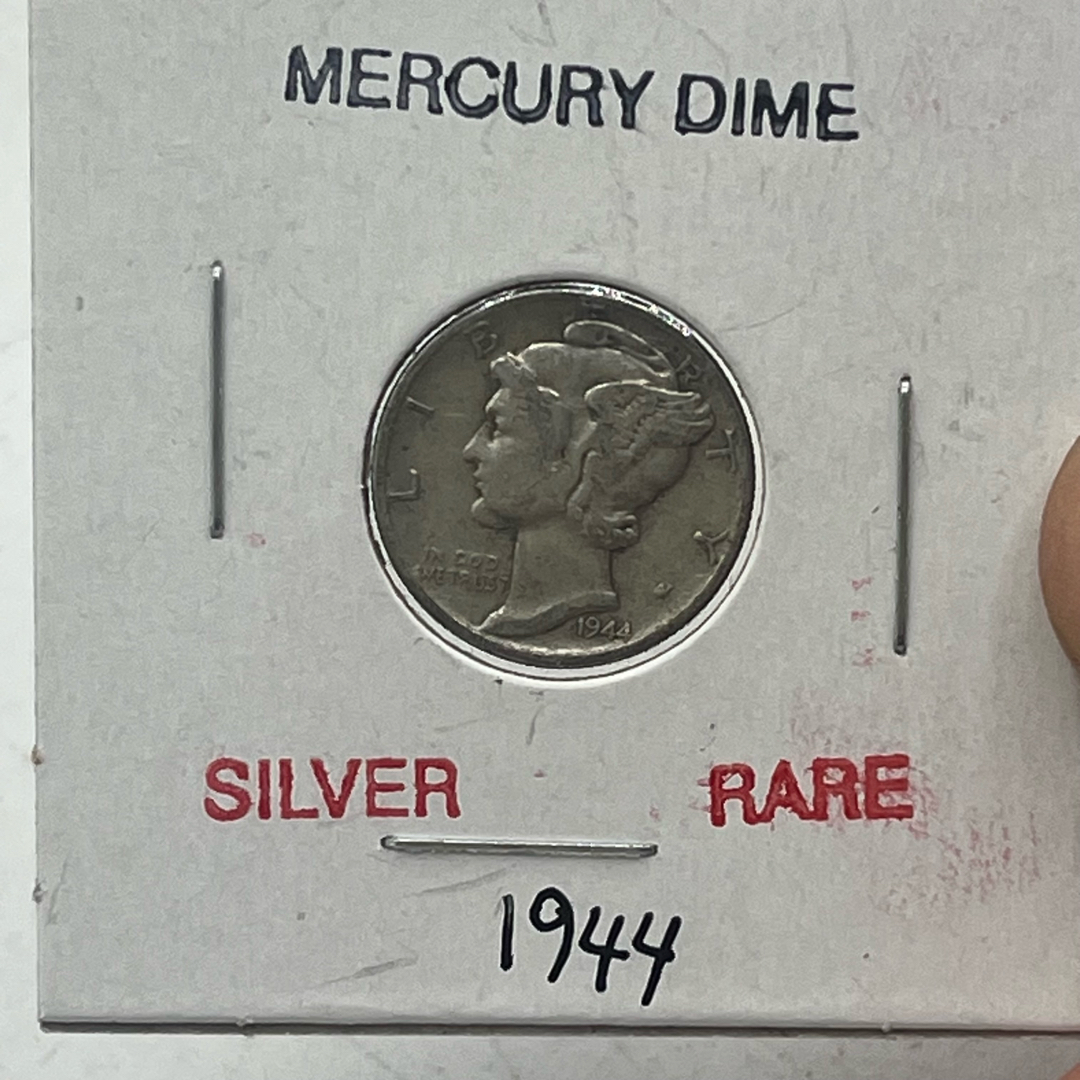 MERCURY DIME
LIBERTY
IN GOD
WE TRUST
1944
SILVER RARE
1944